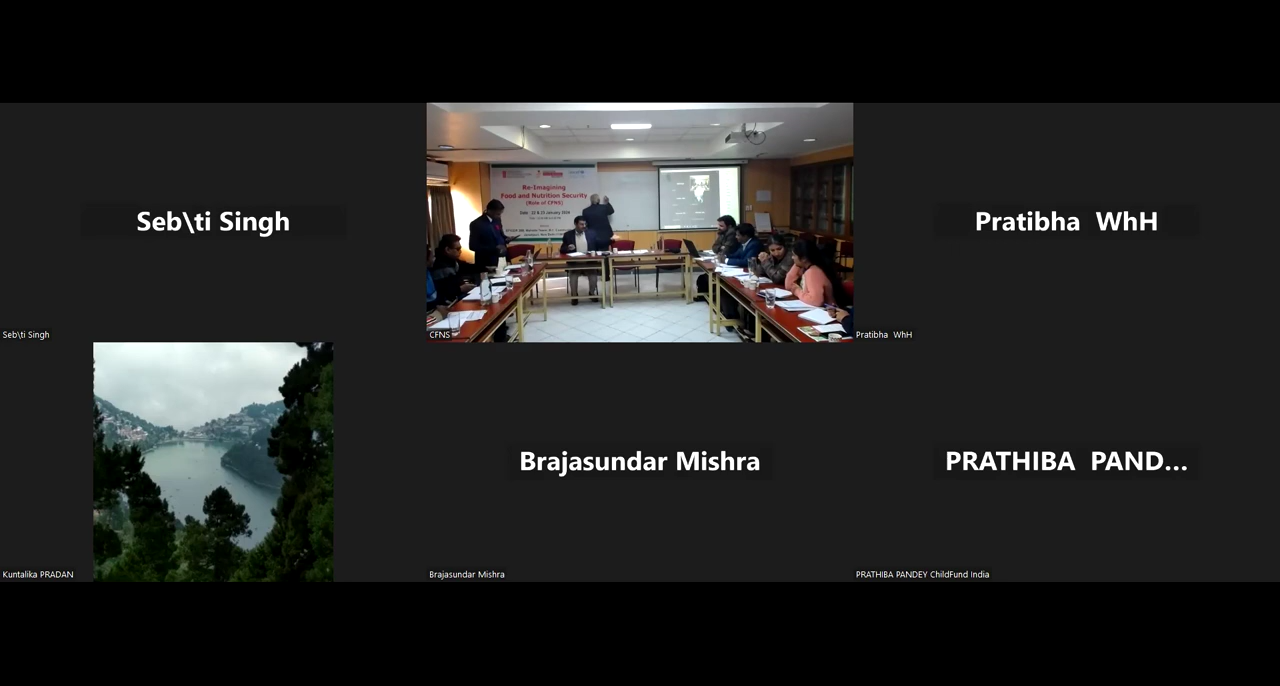 Seb\ti Singh
Seb\ti Singh
Re-Imagining
Food and Nutrition Security
(Role of CFNS)
CFNS
Pratibha WhH
Pratibha WhH
Kuntalika PRADAN
Brajasundar Mishra
Brajasundar Mishra
PRATHIBA PAND...
PRATHIBA PANDEY ChildFund India